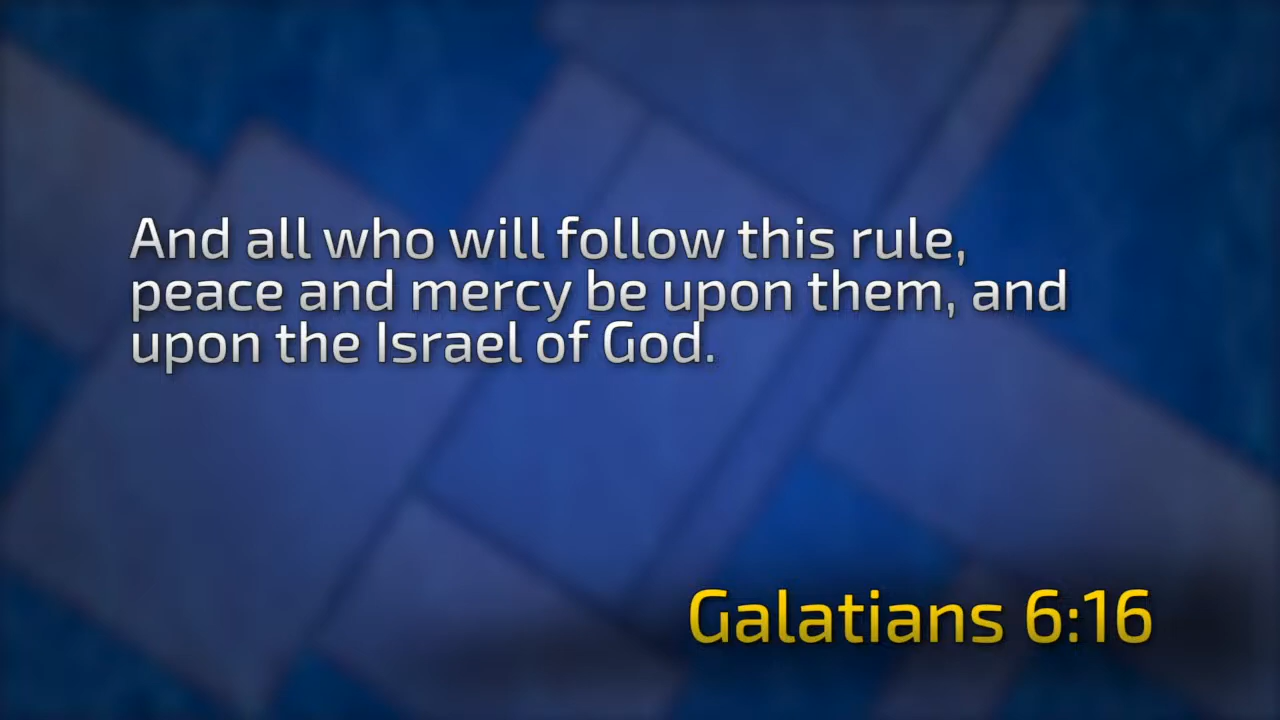 And all who will follow this rule,
peace and mercy be upon them, and
upon the Israel of God.
Galatians 6:16